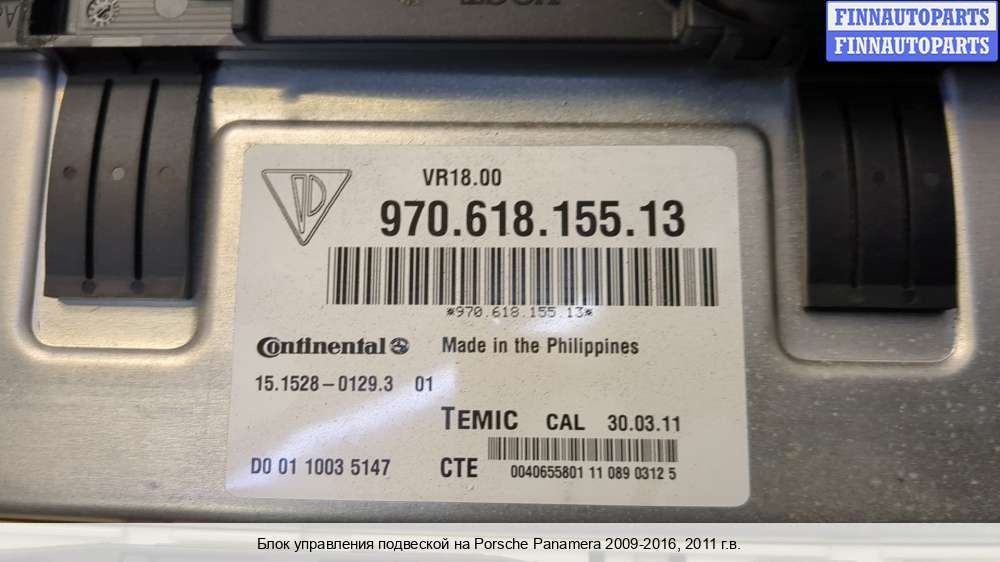 FINNAUTOPARTS
FINNAUTOPARTS
VR18.00
970.618.155.13
*970.618.155.13*
Continental
Made in the Philippines
15.1528-0129.3 01
TEMIC CAL 30.03.11
D0 01 1003 5147
CTE
0040655801 11 089 0312 5
Блок управления подвеской на Porsche Panamera 2009-2016, 2011 г.в.